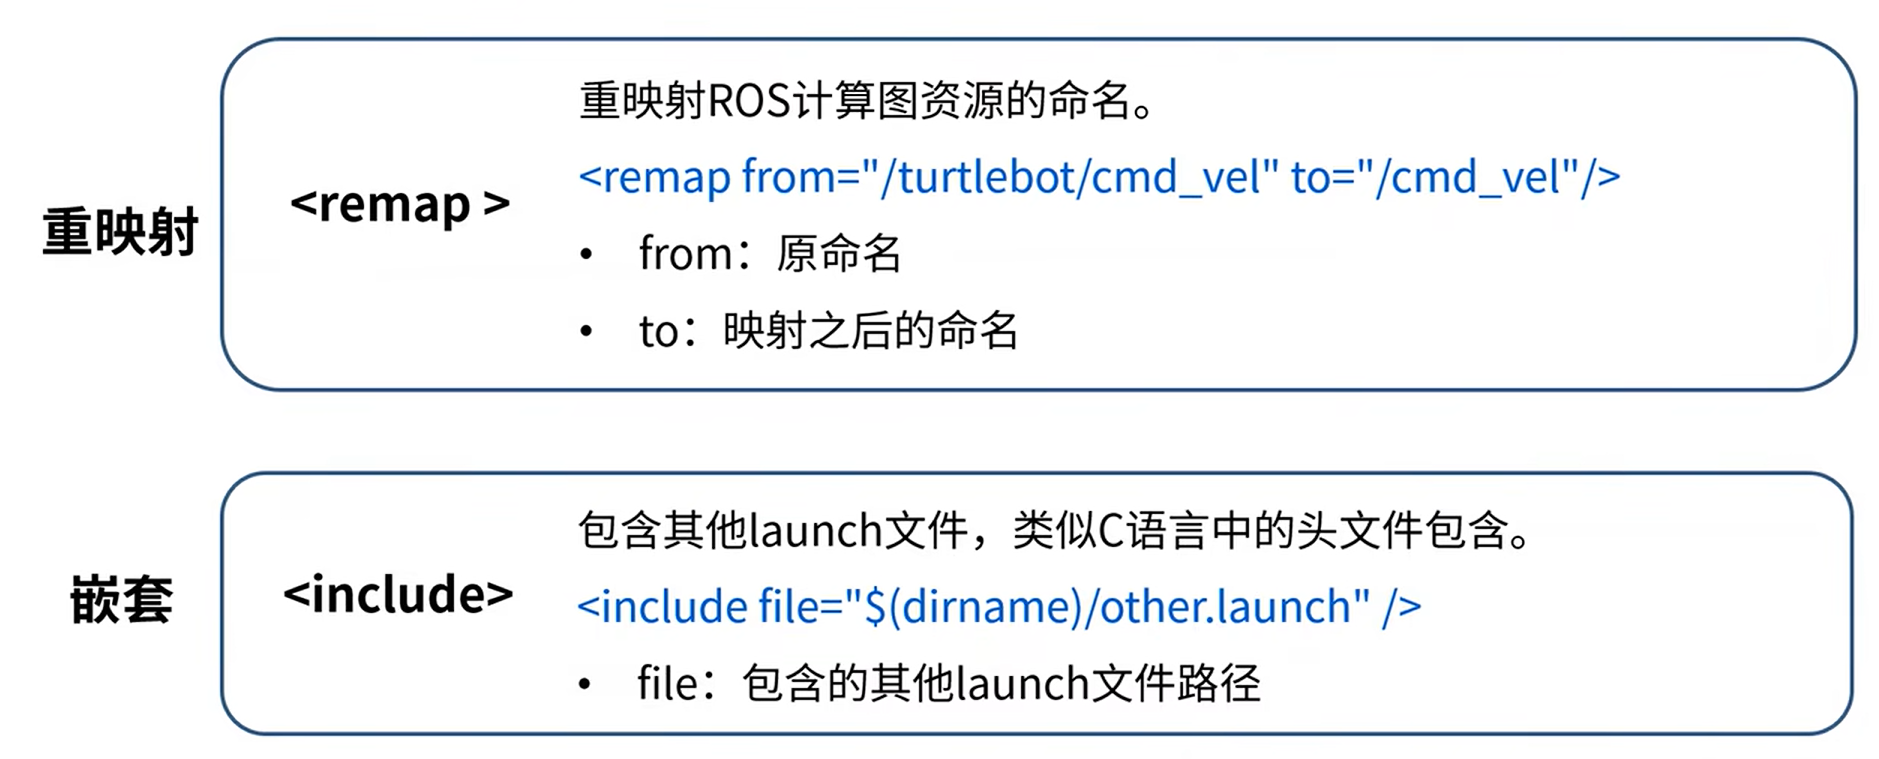 重映射
<remap >
重映射ROS计算图资源的命名。
<remap from="/turtlebot/cmd_vel" to="/cmd_vel"/>
• from：原命名
• to：映射之后的命名
嵌套
<include>
包含其他launch文件，类似C语言中的头文件包含。
<include file="$(dirname)/other.launch" />
• file：包含的其他launch文件路径